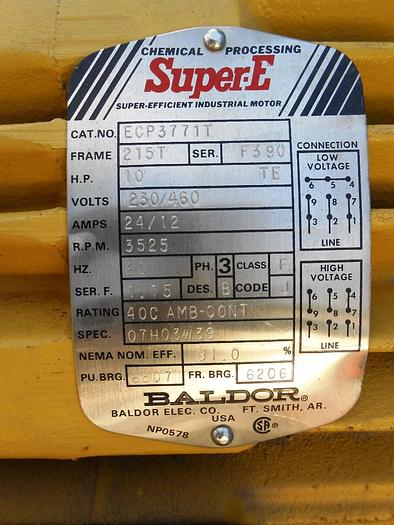 CHEMICAL PROCESSING
Super-E
SUPER-EFFICIENT INDUSTRIAL MOTOR
CAT.NO. ECP3771T
FRAME 215T SER. F390
H.P. 10 TE
VOLTS 230/460
AMPS 24/12
R.P.M. 3525
HZ. 60 PH. 3 CLASS F
SER. F. 1.15 DES. B CODE J
RATING 40C AMB-CONT
SPEC. 07H03W39
NEMA NOM. EFF. 91.0 %
PU.BRG. 6307 FR. BRG. 6206
CONNECTION
LOW
VOLTAGE
6 5 4
9 8 7
3 2 1
LINE
HIGH
VOLTAGE
6 5 4
9 8 7
3 2 1
LINE
BALDOR®
BALDOR ELEC. CO. FT. SMITH, AR.
USA
NP0578
SA®